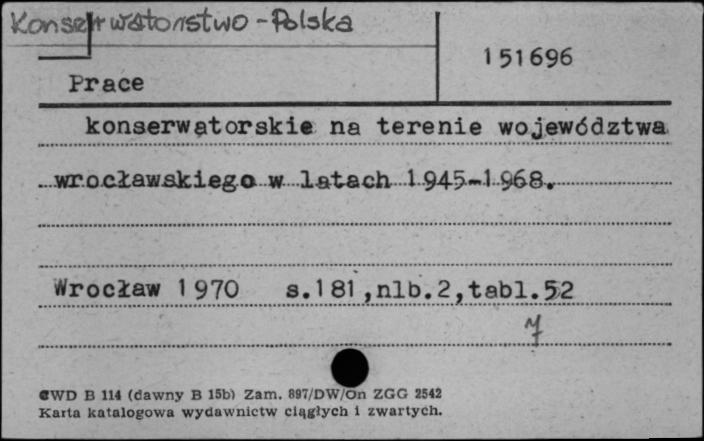 Konserwatorstwo - Polska
151696
Prace
konserwatorskie na terenie województwa
wrocławskiego w latach 1945-1968.
Wrocław 1970 s.181,nlb.2,tabl.52
7
CWD B 114 (dawny B 15b) Zam. 897/DW/On ZGG 2542
Karta katalogowa wydawnictw ciągłych i zwartych.